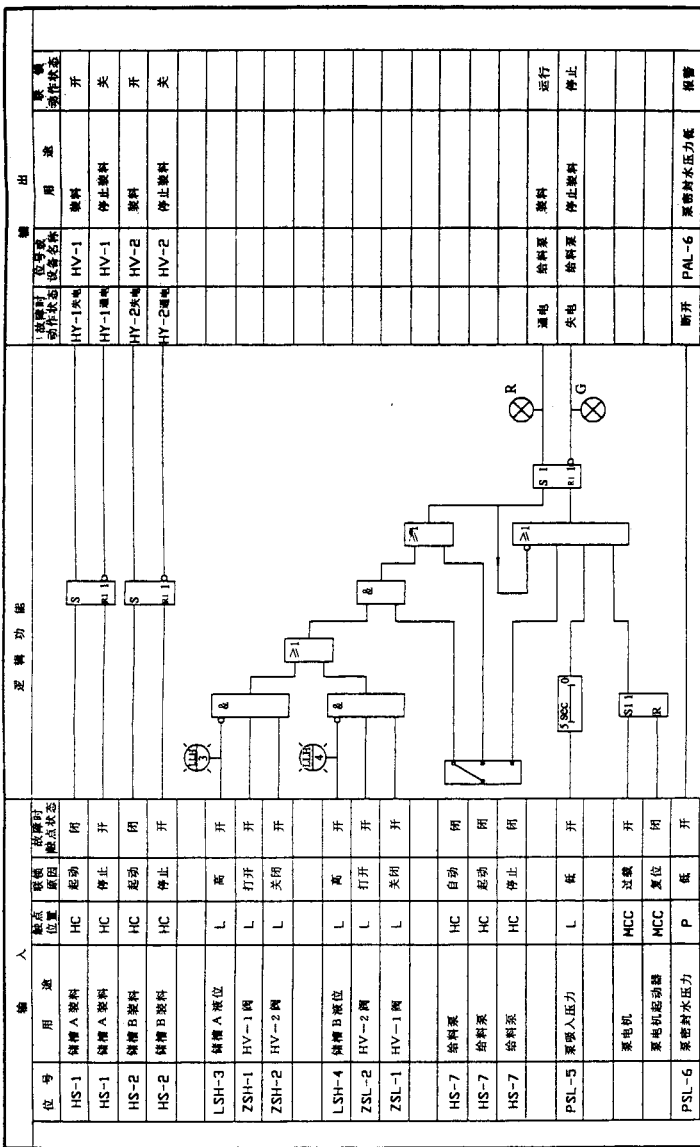 输 入
位 号 用 途 触点位置 联锁原因 故障时触点状态
HS-1 储槽 A 装料 HC 起动 闭
HS-1 储槽 A 装料 HC 停止 开
HS-2 储槽 B 装料 HC 起动 闭
HS-2 储槽 B 装料 HC 停止 开
LSH-3 储槽 A 液位 L 高 开
ZSH-1 HV－1 阀 L 打开 开
ZSH-2 HV－2 阀 L 关闭 开
LSH-4 储槽 B 液位 L 高 开
ZSL-2 HV－2 阀 L 打开 开
ZSL-1 HV－1 阀 L 关闭 开
HS-7 给料泵 HC 自动 闭
HS-7 给料泵 HC 起动 闭
HS-7 给料泵 HC 停止 闭
PSL-5 泵吸入压力 L 低 开
泵电机 MCC 过载 开
泵电机起动器 MCC 复位 闭
PSL-6 泵密封水压力 P 低
逻 辑 功 能
S
R1 1
S
R1 1
LLH
3
&
LLH
4
&
≥1
&
≥1
≥1
5 SCC 0
S1 1
R
S 1
R1 1
R
G
输 出
故障时动作状态 位号或设备名称 用 途 联 锁动作状态
HY-1失电 HV-1 装料 开
HY-1通电 HV-1 停止装料 关
HY-2失电 HV-2 装料 开
HY-2通电 HV-2 停止装料 关
通电 给料泵 装料 运行
失电 给料泵 停止装料 停止
断开 PAL-6 泵密封水压力低 报警